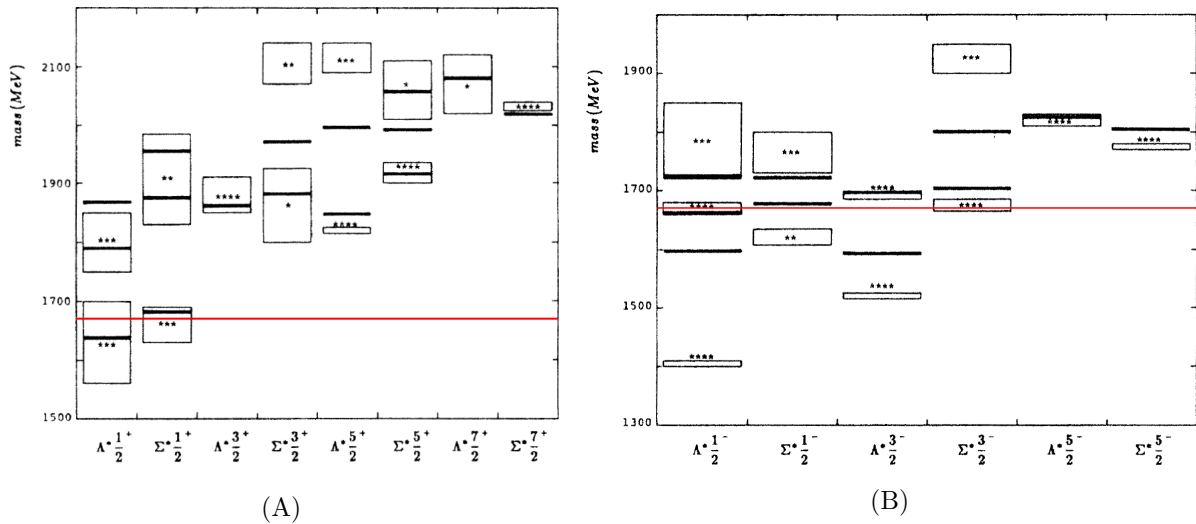 mass (MeV)
2100
1900
1700
1500
***
***
**
***
****
**
*
***
****
*
****
*
****
Λ* 1/2 +
Σ* 1/2 +
Λ* 3/2 +
Σ* 3/2 +
Λ* 5/2 +
Σ* 5/2 +
Λ* 7/2 +
Σ* 7/2 +
(A)
mass (MeV)
1900
1700
1500
1300
***
****
****
***
**
****
****
***
****
****
****
Λ* 1/2 -
Σ* 1/2 -
Λ* 3/2 -
Σ* 3/2 -
Λ* 5/2 -
Σ* 5/2 -
(B)